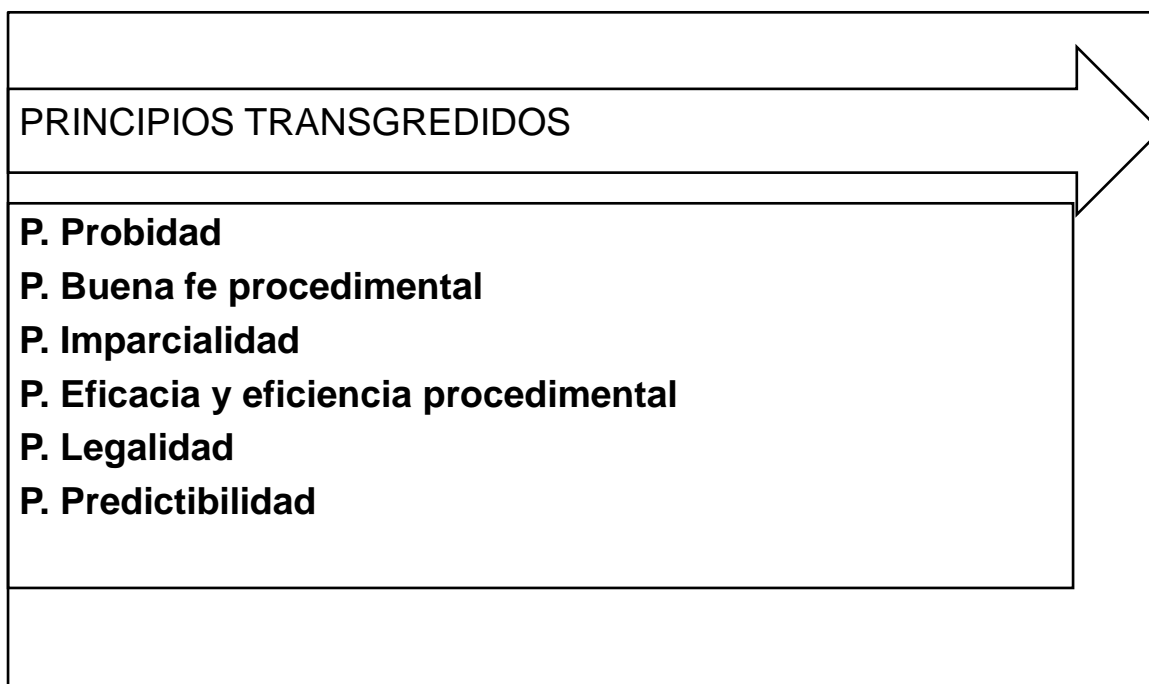 PRINCIPIOS TRANSGREDIDOS
P. Probidad
P. Buena fe procedimental
P. Imparcialidad
P. Eficacia y eficiencia procedimental
P. Legalidad
P. Predictibilidad